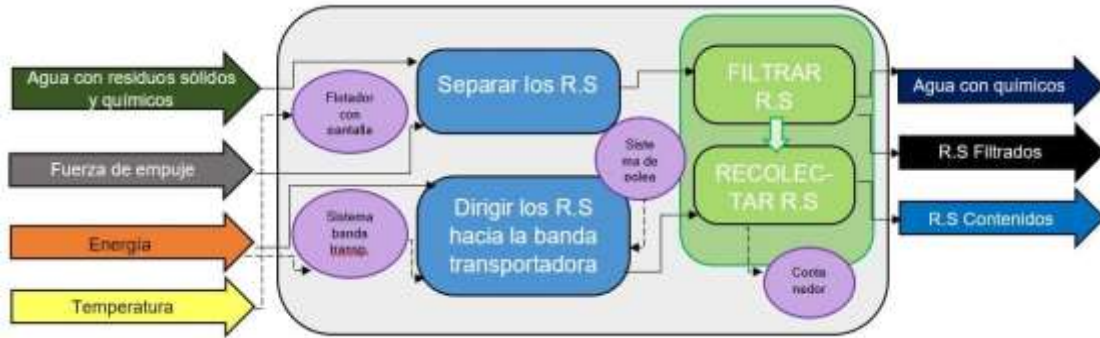 Agua con residuos sólidos
y químicos
Fuerza de empuje
Energía
Temperatura
Flotador
con
pantalla
Sistema
banda
transp.
Separar los R.S
Dirigir los R.S
hacia la banda
transportadora
Siste
ma de
FILTRAR
R.S
RECOLEC-
TAR R.S
Conte
nedor
Agua con químicos
R.S Filtrados
R.S Contenidos